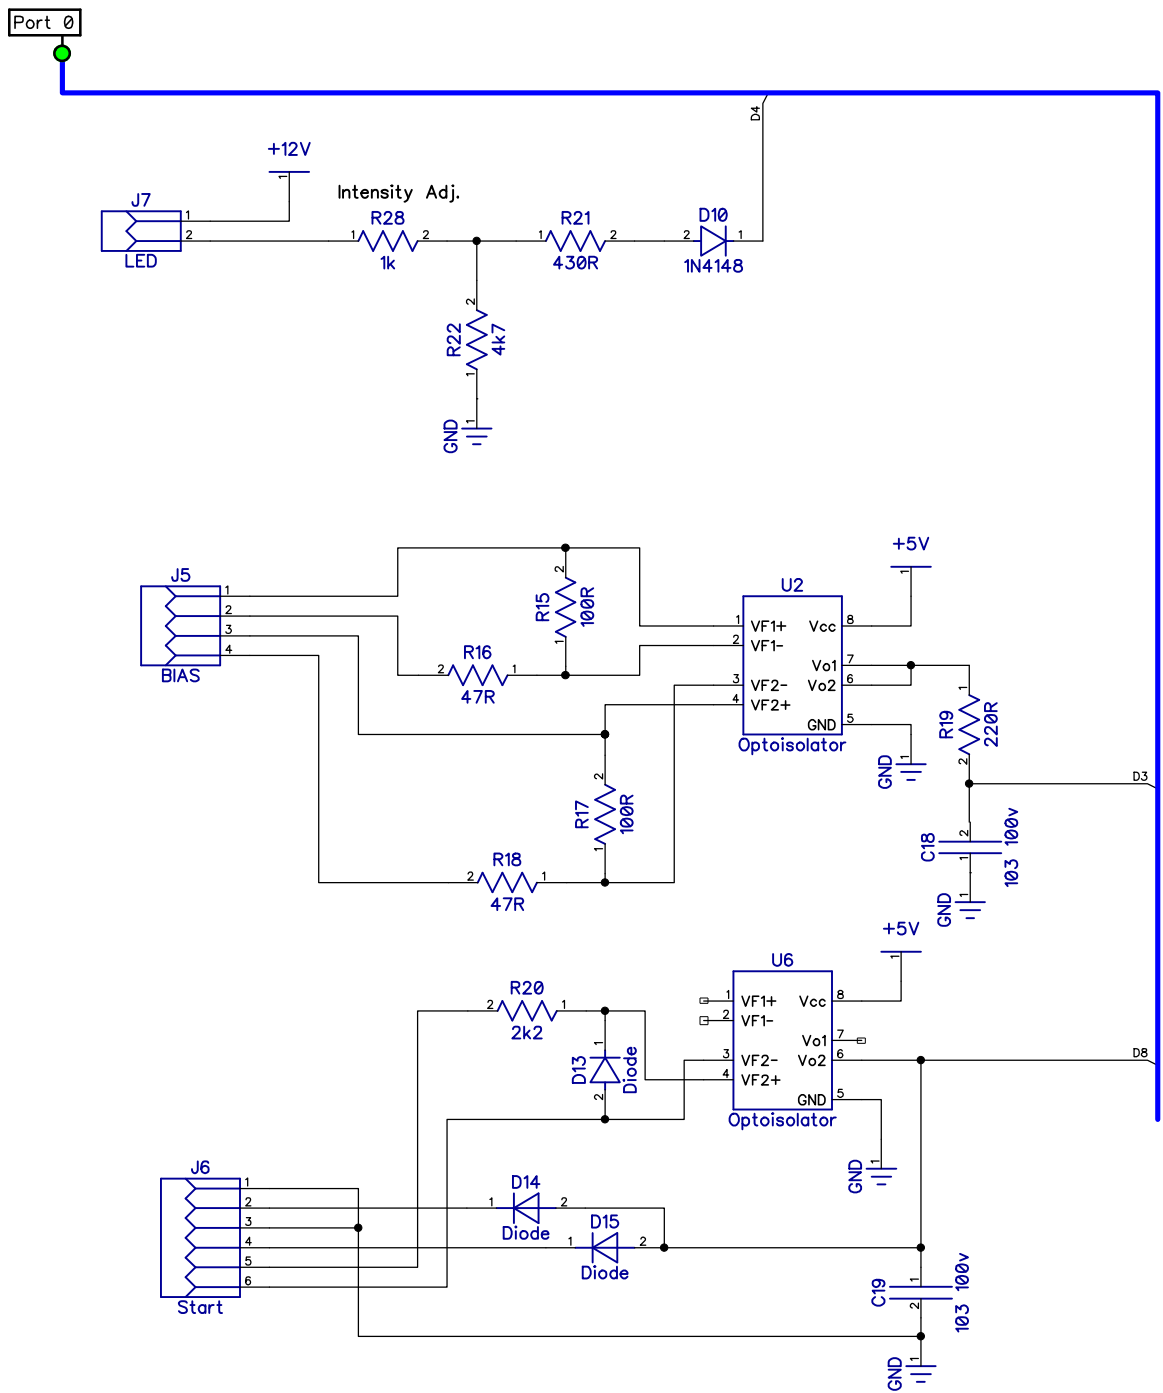 Port 0
D4
+12V
1
J7
1
2
LED
Intensity Adj.
R28
1 2
1k
R21
1 2
430R
D10
2 1
1N4148
2
R22
4k7
1
1
GND
J5
1
2
3
4
BIAS
2
R15
100R
1
R16
2 1
47R
2
R17
100R
1
R18
2 1
47R
U2
1 VF1+
2 VF1-
3 VF2-
4 VF2+
Vcc 8
Vo1 7
Vo2 6
GND 5
Optoisolator
+5V
1
1
GND
1
R19
220R
2
D3
2
C18
1
103 100v
1
GND
+5V
1
U6
1 VF1+
2 VF1-
3 VF2-
4 VF2+
Vcc 8
Vo1 7
Vo2 6
GND 5
Optoisolator
D8
R20
2 1
2k2
1
D13
Diode
2
1
GND
J6
1
2
3
4
5
6
Start
D14
1 2
Diode
D15
1 2
Diode
1
C19
2
103 100v
1
GND